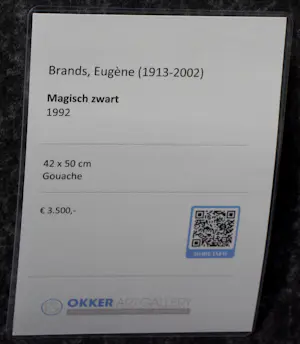 Brands, Eugène (1913-2002)
Magisch zwart
1992
42 x 50 cm
Gouache
€ 3.500,-
OKKER ART GALLERY